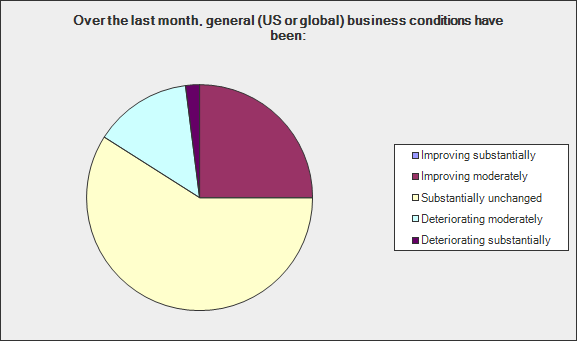 Over the last month, general (US or global) business conditions have
been:
Improving substantially
Improving moderately
Substantially unchanged
Deteriorating moderately
Deteriorating substantially